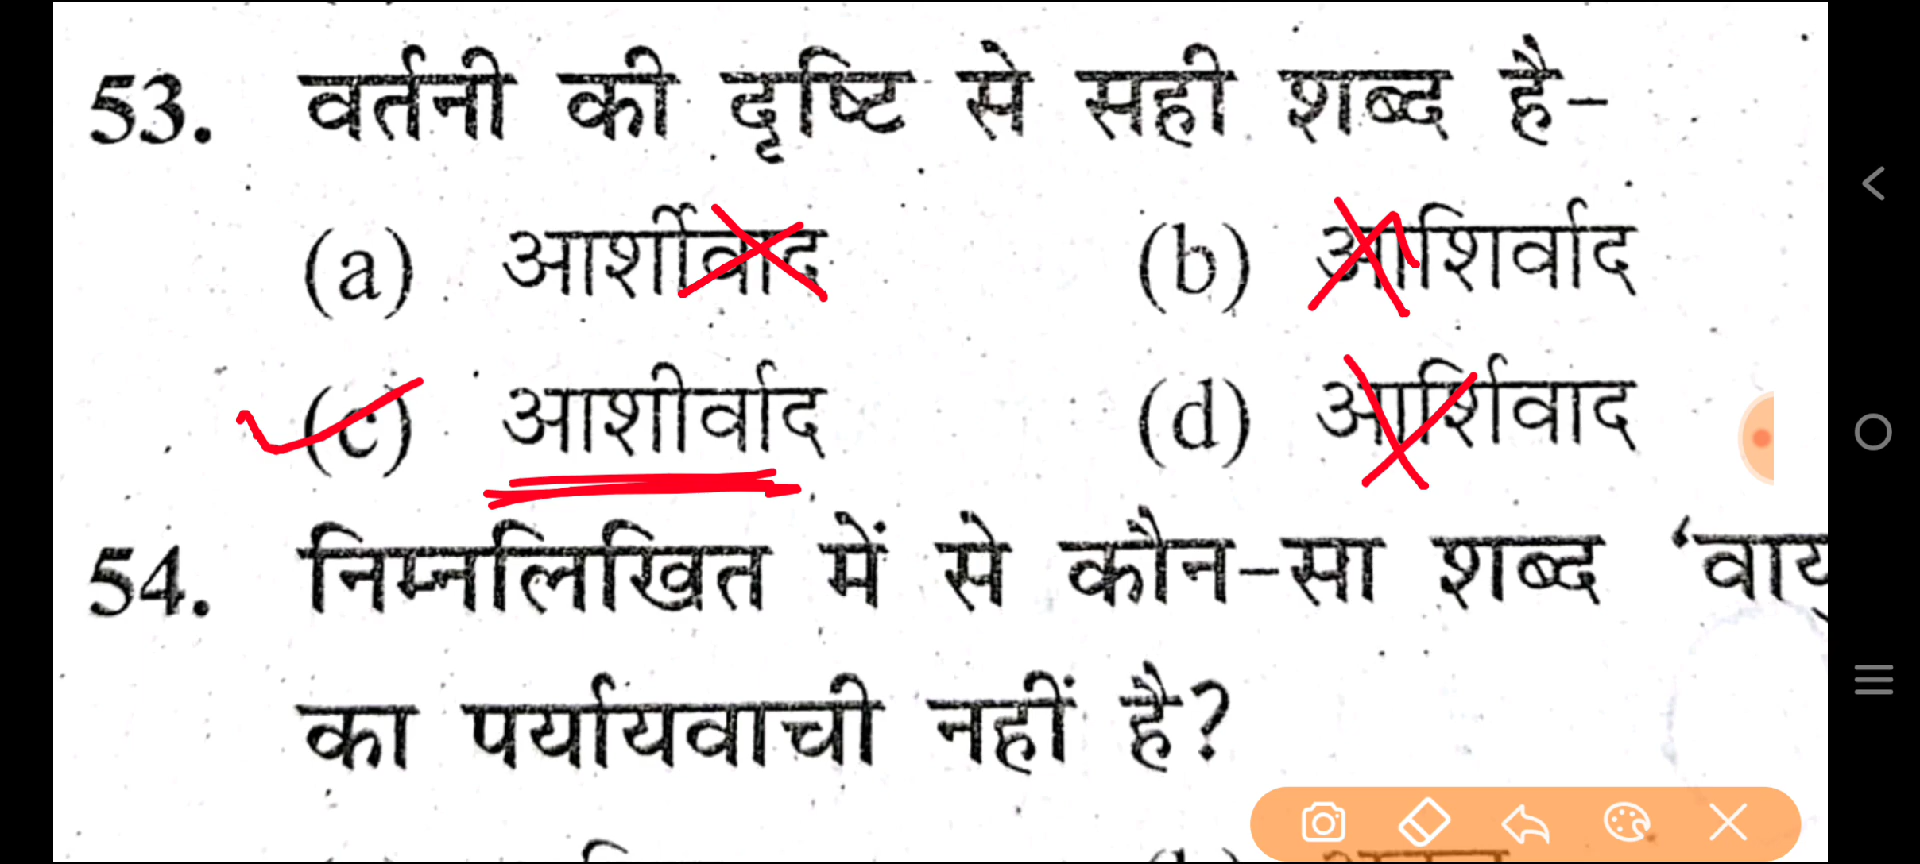 53. वर्तनी की दृष्टि से सही शब्द है-
(a) आर्शीवाद (b) आशिर्वाद
(c) आशीर्वाद (d) आर्शिवाद
54. निम्नलिखित में से कौन-सा शब्द ‘वायु
का पर्यायवाची नहीं है?